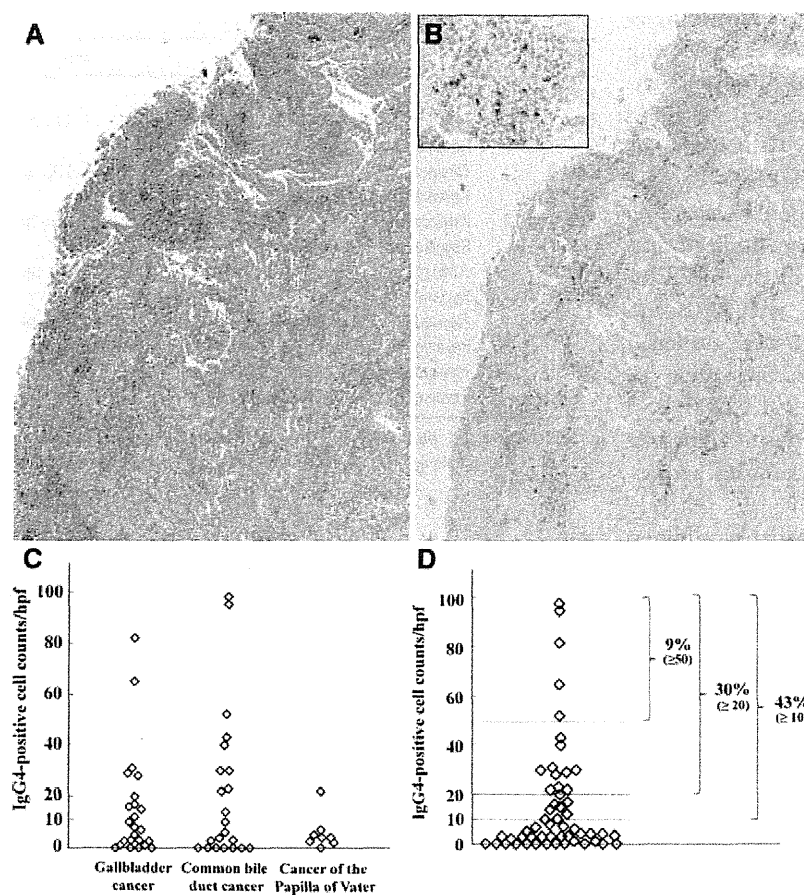 A
B
C
IgG4-positive cell counts/hpf
100
80
60
40
20
10
0
Gallbladder
cancer
Common bile
duct cancer
Cancer of the
Papilla of Vater
D
IgG4-positive cell counts/hpf
100
80
60
50
40
20
10
0
9%
(≥50)
30%
(≥ 20)
43%
(≥ 10